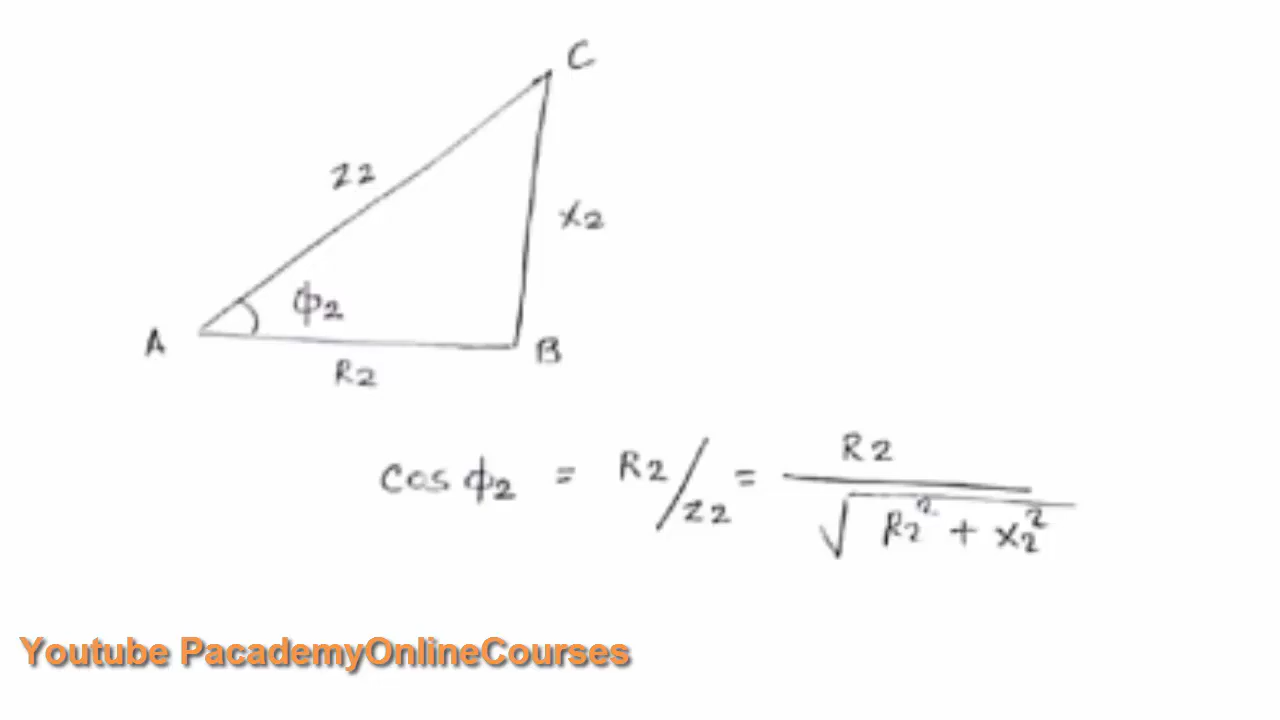 C
Z2
X2
ϕ2
A
B
R2
cos ϕ2 = R2/Z2 = R2 / √(R2² + X2²)
Youtube PacademyOnlineCourses